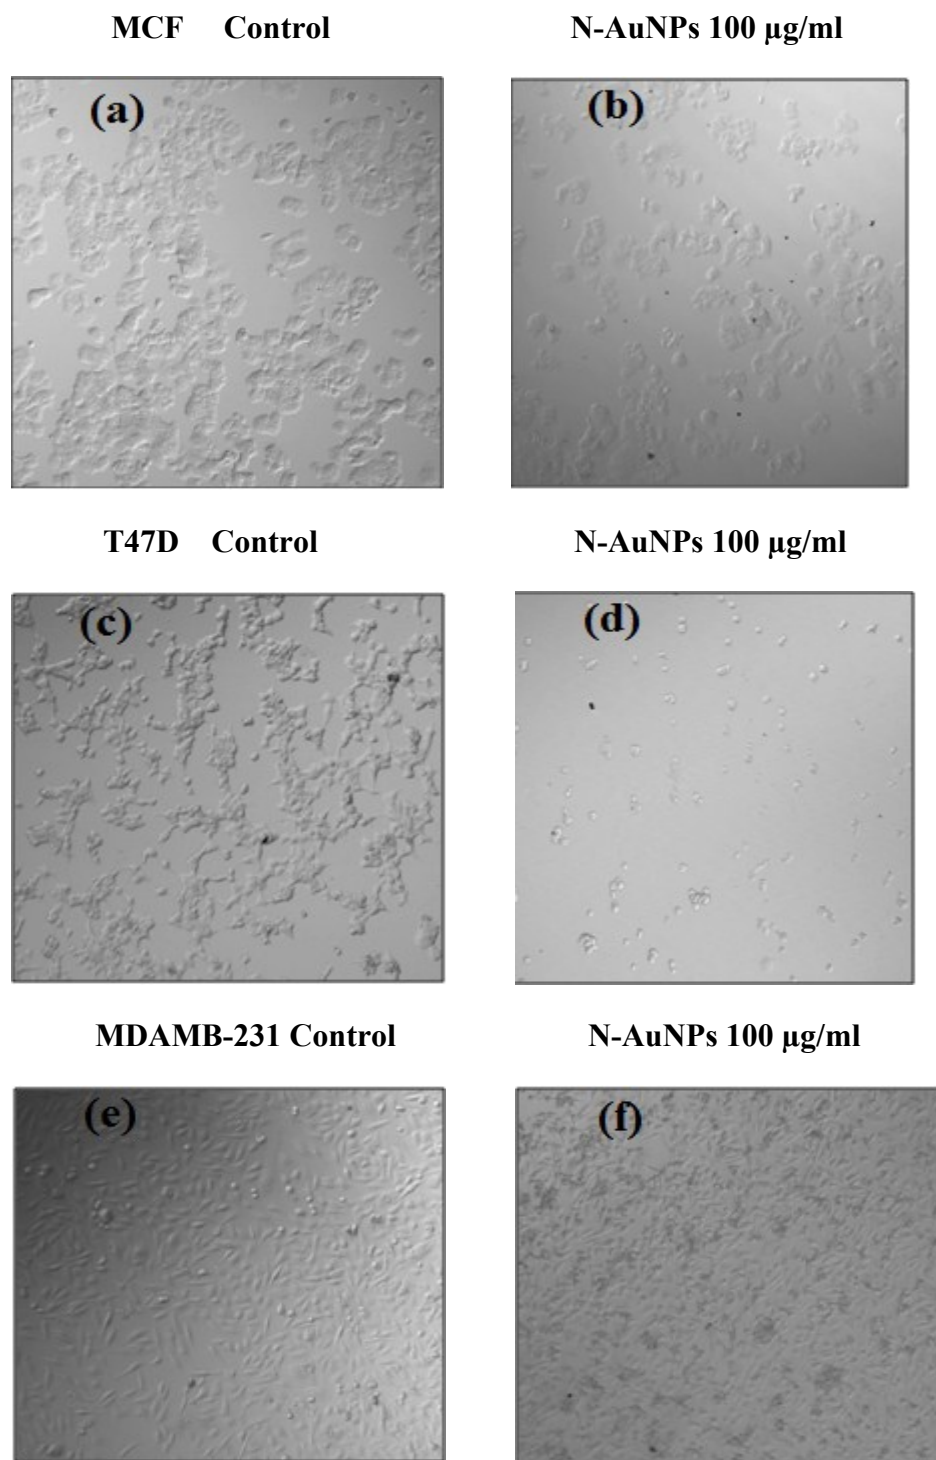 MCF Control N-AuNPs 100 µg/ml
(a) (b)
T47D Control N-AuNPs 100 µg/ml
(c) (d)
MDAMB-231 Control N-AuNPs 100 µg/ml
(e) (f)